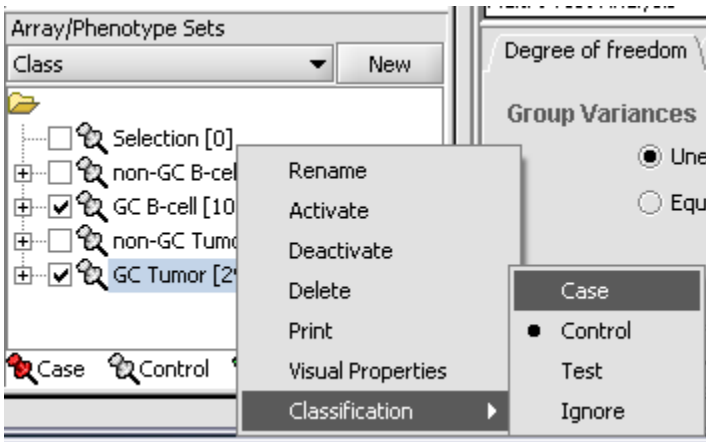 Array/Phenotype Sets
Class
New
Selection [0]
non-GC B-cel
GC B-cell [10
non-GC Tumo
GC Tumor [2
Case
Control
Rename
Activate
Deactivate
Delete
Print
Visual Properties
Classification
Case
Control
Test
Ignore
Degree of freedom
Group Variances
Une
Equ